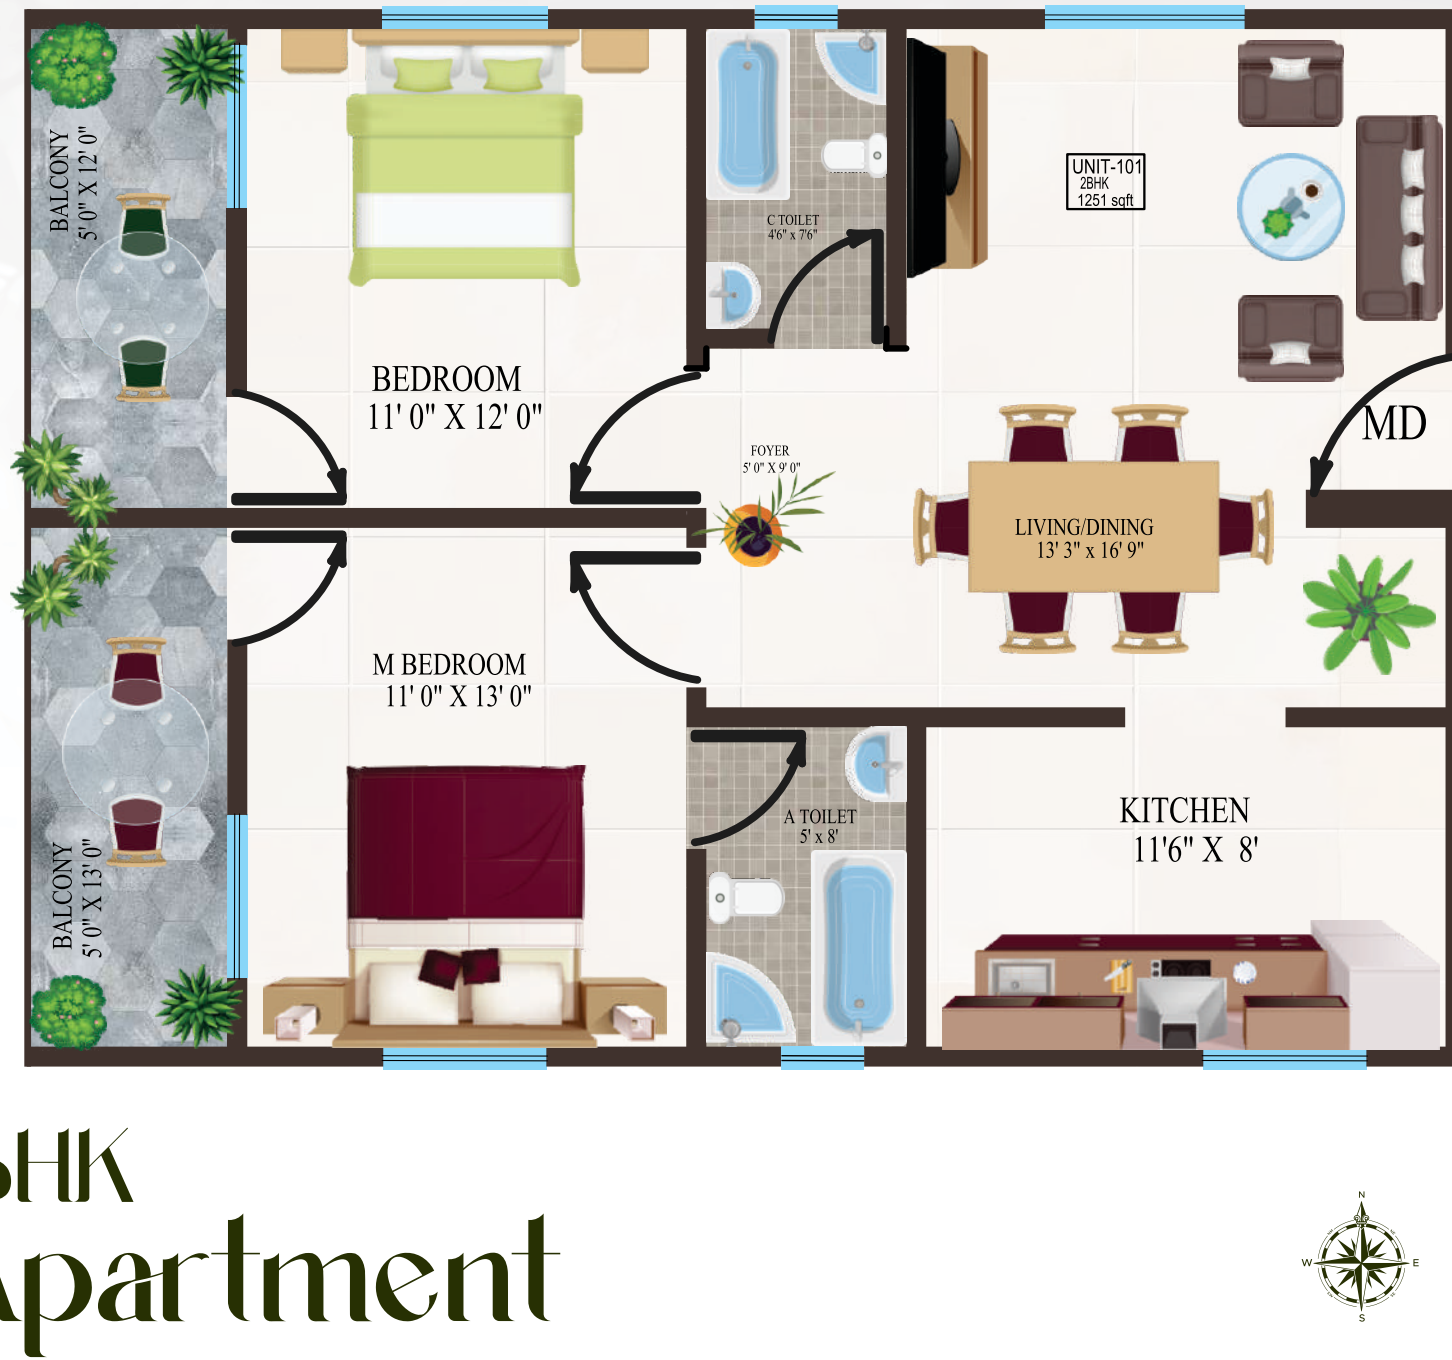 BALCONY
5' 0" X 12' 0"
BEDROOM
11' 0" X 12' 0"
C TOILET
4'6" x 7'6"
UNIT-101
2BHK
1251 sqft
MD
FOYER
5' 0" X 9' 0"
LIVING/DINING
13' 3" x 16' 9"
M BEDROOM
11' 0" X 13' 0"
A TOILET
5' x 8'
KITCHEN
11'6" X 8'
BALCONY
5' 0" X 13' 0"
BHK
Apartment
N
W E
S